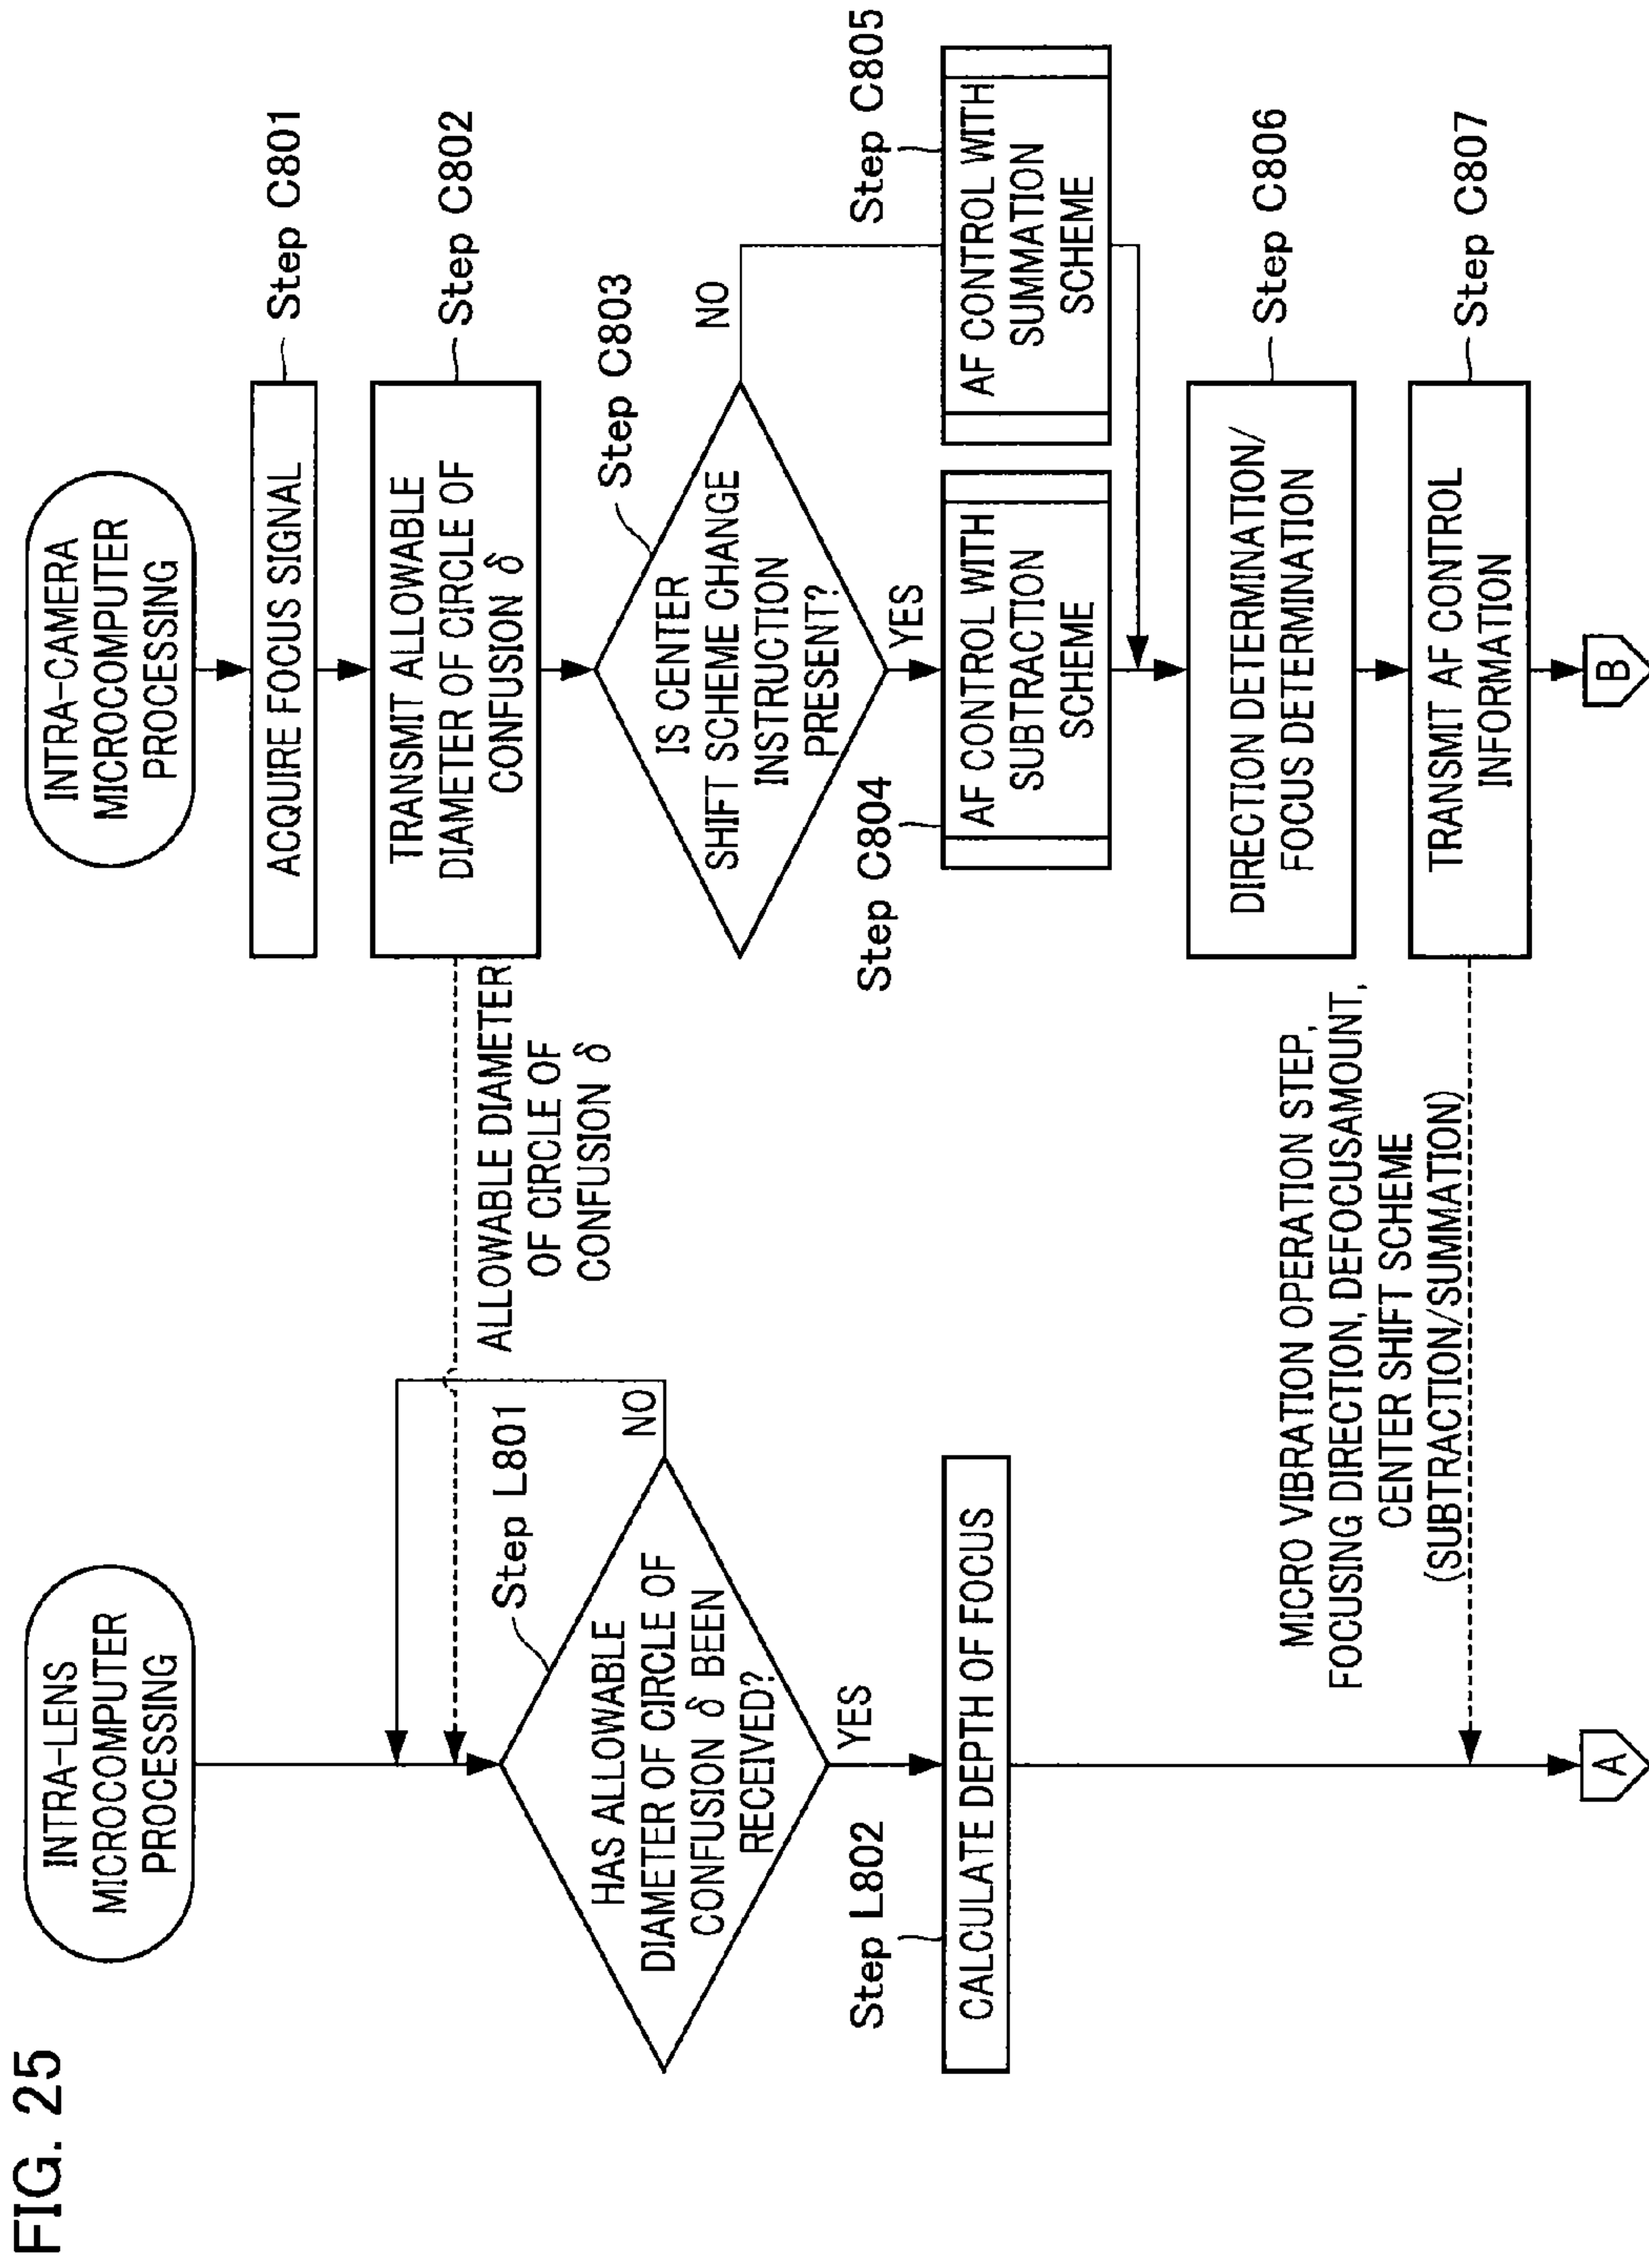 FIG. 25
INTRA-LENS
MICROCOMPUTER
PROCESSING
Step L801
HAS ALLOWABLE
DIAMETER OF CIRCLE OF
CONFUSION δ BEEN
RECEIVED?
NO
YES
Step L802
CALCULATE DEPTH OF FOCUS
A
ALLOWABLE DIAMETER
OF CIRCLE OF
CONFUSION δ
MICRO VIBRATION OPERATION STEP,
FOCUSING DIRECTION, DEFOCUSAMOUNT,
CENTER SHIFT SCHEME
(SUBTRACTION/SUMMATION)
INTRA-CAMERA
MICROCOMPUTER
PROCESSING
Step C801
ACQUIRE FOCUS SIGNAL
Step C802
TRANSMIT ALLOWABLE
DIAMETER OF CIRCLE OF
CONFUSION δ
Step C803
IS CENTER
SHIFT SCHEME CHANGE
INSTRUCTION
PRESENT?
NO
YES
Step C804
AF CONTROL WITH
SUBTRACTION
SCHEME
Step C805
AF CONTROL WITH
SUMMATION
SCHEME
Step C806
DIRECTION DETERMINATION/
FOCUS DETERMINATION
Step C807
TRANSMIT AF CONTROL
INFORMATION
B